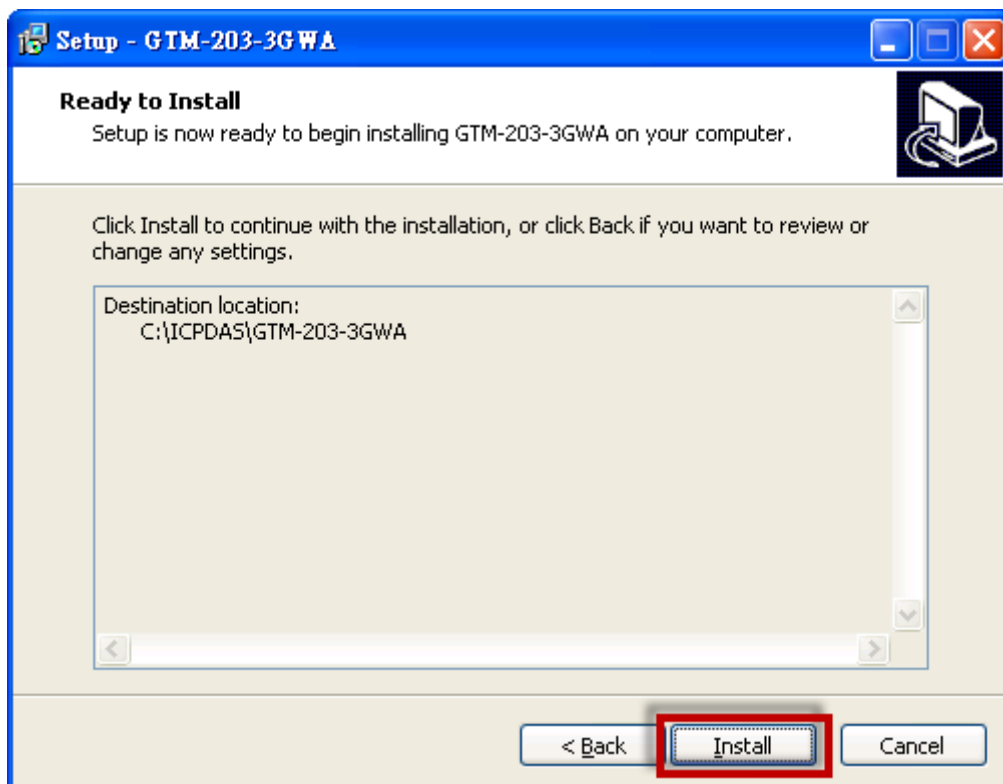 Setup - GTM-203-3GWA
Ready to Install
Setup is now ready to begin installing GTM-203-3GWA on your computer.
Click Install to continue with the installation, or click Back if you want to review or
change any settings.
Destination location:
C:\ICPDAS\GTM-203-3GWA
< Back
Install
Cancel